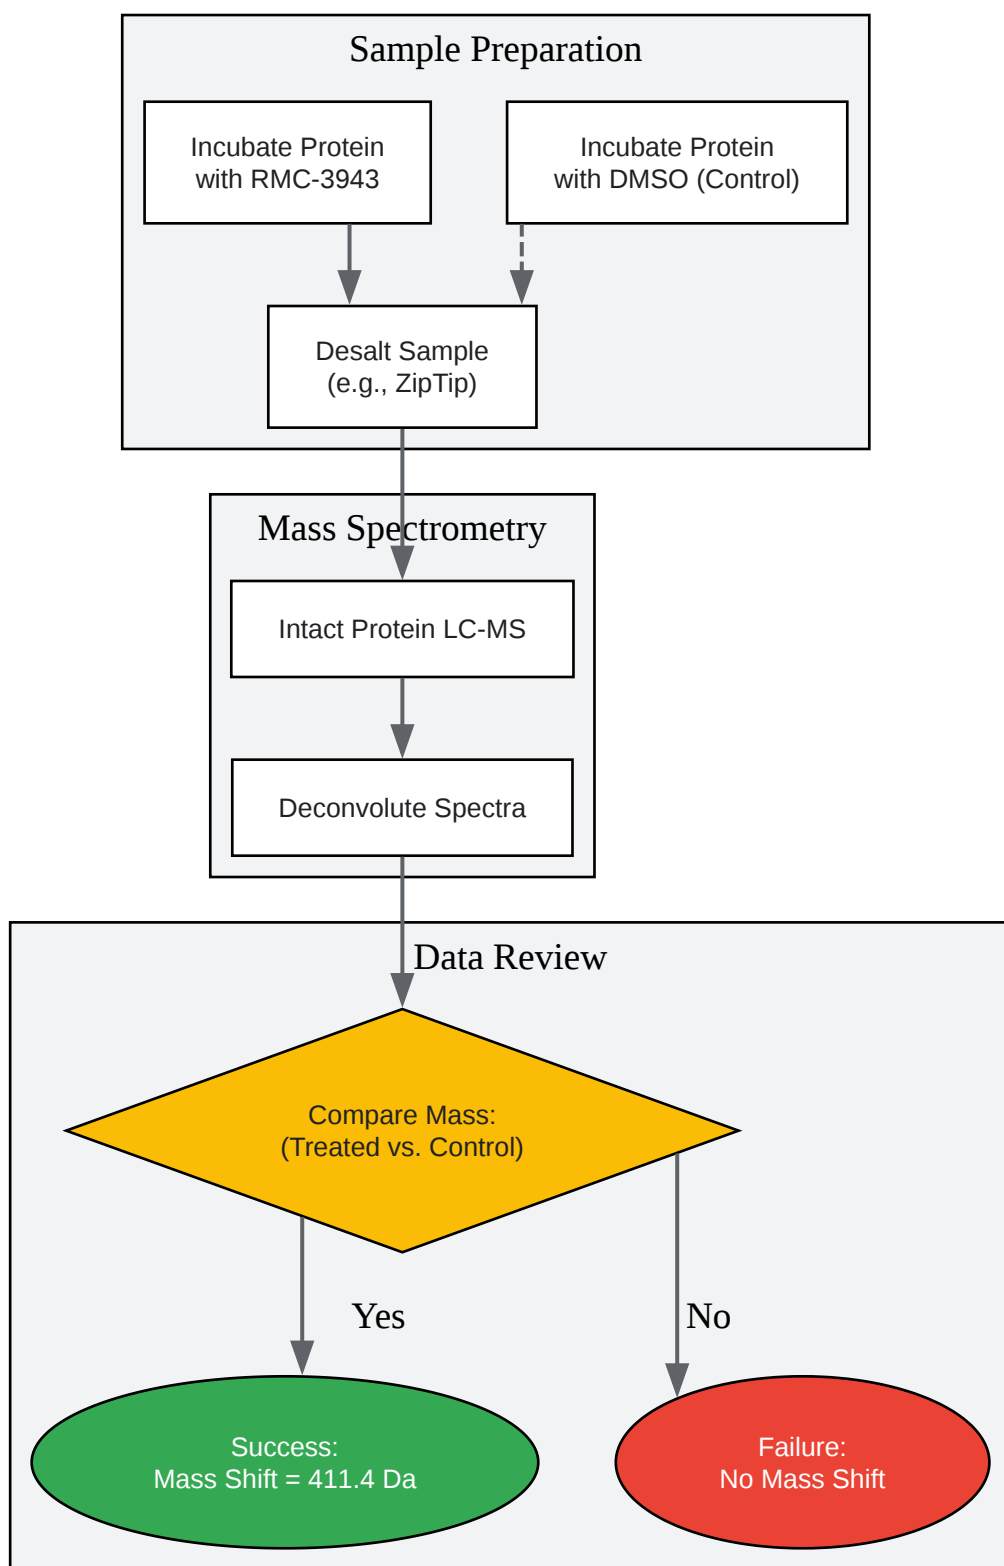 Sample Preparation
Incubate Protein
with RMC-3943
Incubate Protein
with DMSO (Control)
Desalt Sample
(e.g., ZipTip)
Mass Spectrometry
Intact Protein LC-MS
Deconvolute Spectra
Data Review
Compare Mass:
(Treated vs. Control)
Yes
No
Success:
Mass Shift = 411.4 Da
Failure:
No Mass Shift